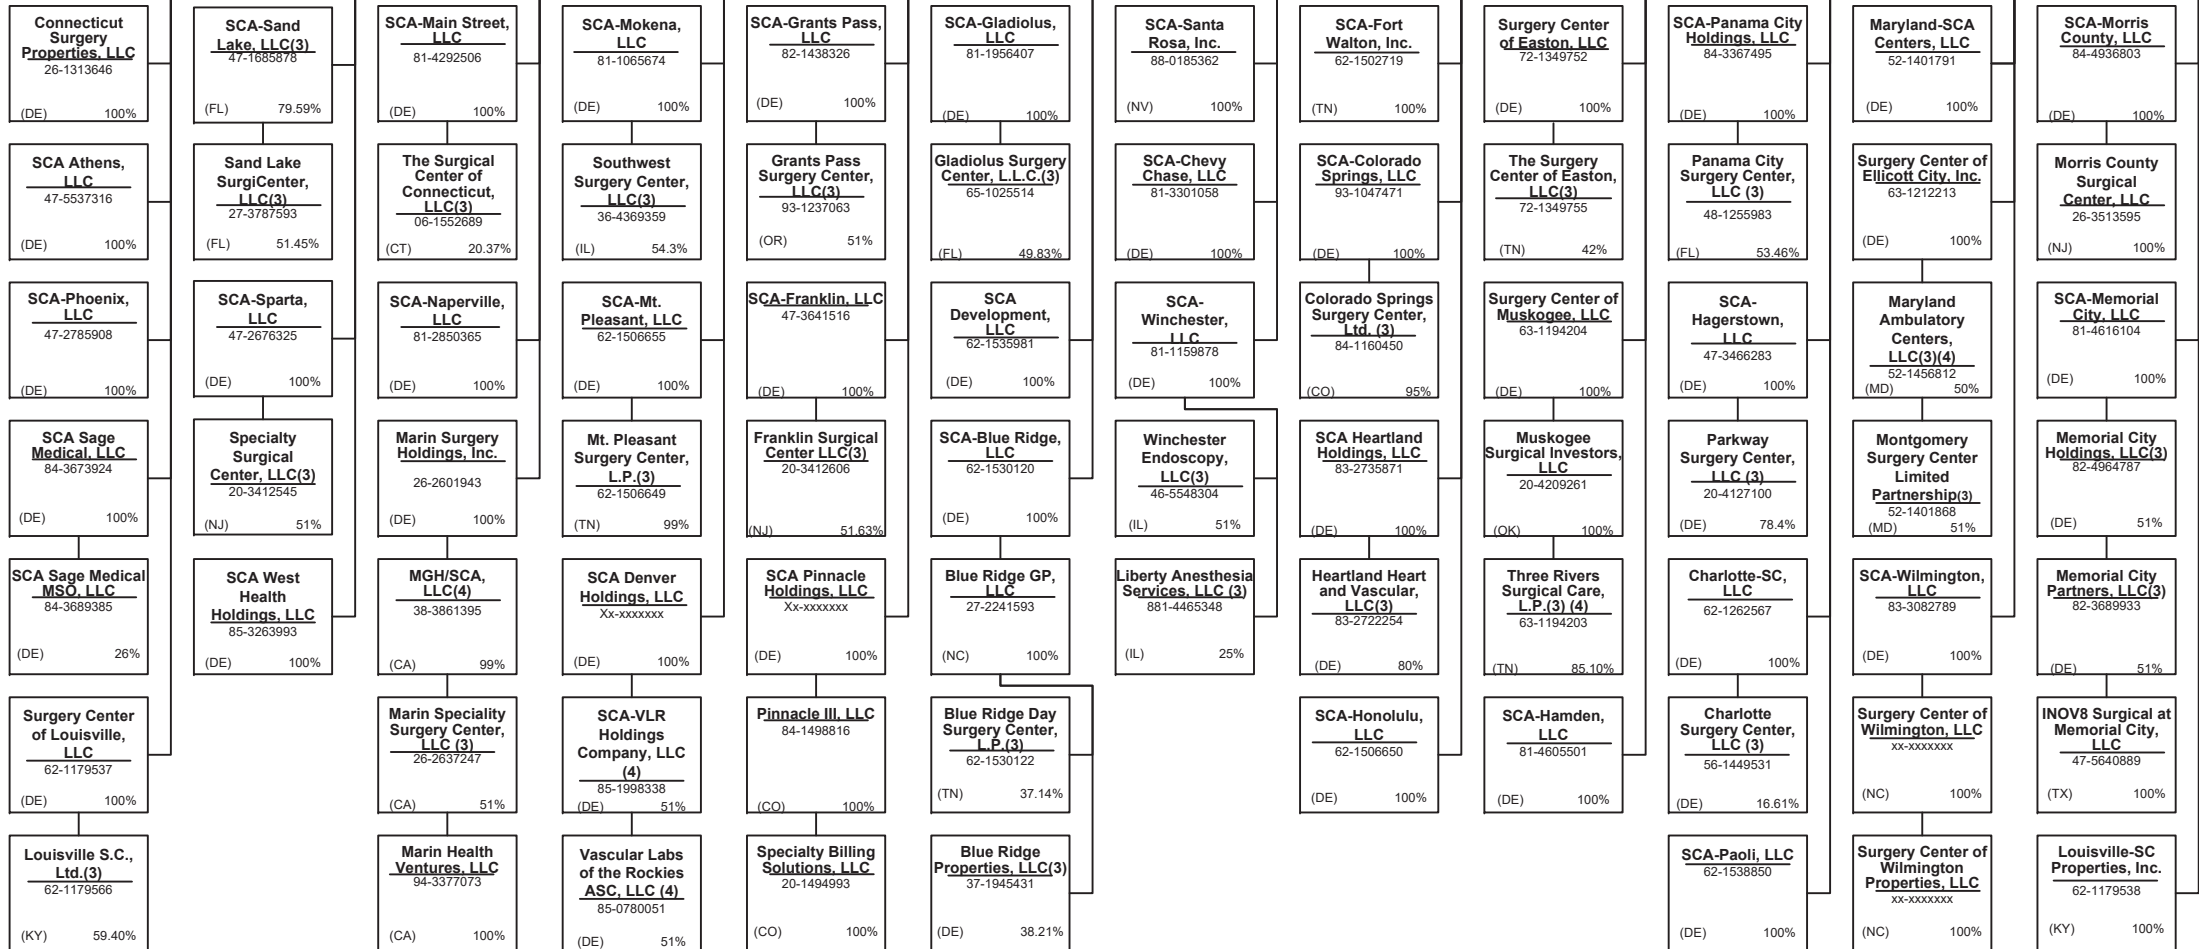 Connecticut
Surgery
Properties, LLC
26-1313646
(DE) 100%
SCA Athens,
LLC
47-5537316
(DE) 100%
SCA-Phoenix,
LLC
47-2785908
(DE) 100%
SCA Sage
Medical, LLC
84-3673924
(DE) 100%
SCA Sage Medical
MSO, LLC
84-3689385
(DE) 26%
Surgery Center
of Louisville,
LLC
62-1179537
(DE) 100%
Louisville S.C.,
Ltd.(3)
62-1179566
(KY) 59.40%
SCA-Sand
Lake, LLC(3)
47-1685878
(FL) 79.59%
Sand Lake
SurgiCenter,
LLC(3)
27-3787593
(FL) 51.45%
SCA-Sparta,
LLC
47-2676325
(DE) 100%
Specialty
Surgical
Center, LLC(3)
20-3412545
(NJ) 51%
SCA West
Health
Holdings, LLC
85-3263993
(DE) 100%
SCA-Main Street,
LLC
81-4292506
(DE) 100%
The Surgical
Center of
Connecticut,
LLC(3)
06-1552689
(CT) 20.37%
SCA-Naperville,
LLC
81-2850365
(DE) 100%
Marin Surgery
Holdings, Inc.
26-2601943
(DE) 100%
MGH/SCA,
LLC(4)
38-3861395
(CA) 99%
Marin Speciality
Surgery Center,
LLC (3)
26-2637247
(CA) 51%
Marin Health
Ventures, LLC
94-3377073
(CA) 100%
SCA-Mokena,
LLC
81-1065674
(DE) 100%
Southwest
Surgery Center,
LLC(3)
36-4369359
(IL) 54.3%
SCA-Mt.
Pleasant, LLC
62-1506655
(DE) 100%
Mt. Pleasant
Surgery Center,
L.P.(3)
62-1506649
(TN) 99%
SCA Denver
Holdings, LLC
Xx-xxxxxxx
(DE) 100%
SCA-VLR
Holdings
Company, LLC
(4)
85-1998338
(DE) 51%
Vascular Labs
of the Rockies
ASC, LLC (4)
85-0780051
(DE) 51%
SCA-Grants Pass,
LLC
82-1438326
(DE) 100%
Grants Pass
Surgery Center,
LLC(3)
93-1237063
(OR) 51%
SCA-Franklin, LLC
47-3641516
(DE) 100%
Franklin Surgical
Center LLC(3)
20-3412606
(NJ) 51.63%
SCA Pinnacle
Holdings, LLC
Xx-xxxxxxx
(DE) 100%
Pinnacle III, LLC
84-1498816
(CO) 100%
Specialty Billing
Solutions, LLC
20-1494993
(CO) 100%
SCA-Gladiolus,
LLC
81-1956407
(DE) 100%
Gladiolus Surgery
Center, L.L.C.(3)
65-1025514
(FL) 49.83%
SCA
Development,
LLC
62-1535981
(DE) 100%
SCA-Blue Ridge,
LLC
62-1530120
(DE) 100%
Blue Ridge GP,
LLC
27-2241593
(NC) 100%
Blue Ridge Day
Surgery Center,
L.P.(3)
62-1530122
(TN) 37.14%
Blue Ridge
Properties, LLC(3)
37-1945431
(DE) 38.21%
SCA-Santa
Rosa, Inc.
88-0185362
(NV) 100%
SCA-Chevy
Chase, LLC
81-3301058
(DE) 100%
SCA-
Winchester,
LLC
81-1159878
(DE) 100%
Winchester
Endoscopy,
LLC(3)
46-5548304
(IL) 51%
Liberty Anesthesia
Services, LLC (3)
881-4465348
(IL) 25%
SCA-Fort
Walton, Inc.
62-1502719
(TN) 100%
SCA-Colorado
Springs, LLC
93-1047471
(DE) 100%
Colorado Springs
Surgery Center,
Ltd. (3)
84-1160450
(CO) 95%
SCA Heartland
Holdings, LLC
83-2735871
(DE) 100%
Heartland Heart
and Vascular,
LLC(3)
83-2722254
(DE) 80%
SCA-Honolulu,
LLC
62-1506650
(DE) 100%
Surgery Center
of Easton, LLC
72-1349752
(DE) 100%
The Surgery
Center of Easton,
LLC(3)
72-1349755
(TN) 42%
Surgery Center of
Muskogee, LLC
63-1194204
(DE) 100%
Muskogee
Surgical Investors,
LLC
20-4209261
(OK) 100%
Three Rivers
Surgical Care,
L.P.(3) (4)
63-1194203
(TN) 85.10%
SCA-Hamden,
LLC
81-4605501
(DE) 100%
SCA-Panama City
Holdings, LLC
84-3367495
(DE) 100%
Panama City
Surgery Center,
LLC (3)
48-1255983
(FL) 53.46%
SCA-
Hagerstown,
LLC
47-3466283
(DE) 100%
Parkway
Surgery Center,
LLC (3)
20-4127100
(DE) 78.4%
Charlotte-SC,
LLC
62-1262567
(DE) 100%
Charlotte
Surgery Center,
LLC (3)
56-1449531
(DE) 16.61%
SCA-Paoli, LLC
62-1538850
(DE) 100%
Maryland-SCA
Centers, LLC
52-1401791
(DE) 100%
Surgery Center of
Ellicott City, Inc.
63-1212213
(DE) 100%
Maryland
Ambulatory
Centers,
LLC(3)(4)
52-1456812
(MD) 50%
Montgomery
Surgery Center
Limited
Partnership(3)
52-1401868
(MD) 51%
SCA-Wilmington,
LLC
83-3082789
(DE) 100%
Surgery Center of
Wilmington, LLC
xx-xxxxxxx
(NC) 100%
Surgery Center of
Wilmington
Properties, LLC
xx-xxxxxxx
(NC) 100%
SCA-Morris
County, LLC
84-4936803
(DE) 100%
Morris County
Surgical
Center, LLC
26-3513595
(NJ) 100%
SCA-Memorial
City, LLC
81-4616104
(DE) 100%
Memorial City
Holdings, LLC(3)
82-4964787
(DE) 51%
Memorial City
Partners, LLC(3)
82-3689933
(DE) 51%
INOV8 Surgical at
Memorial City,
LLC
47-5640889
(TX) 100%
Louisville-SC
Properties, Inc.
62-1179538
(KY) 100%